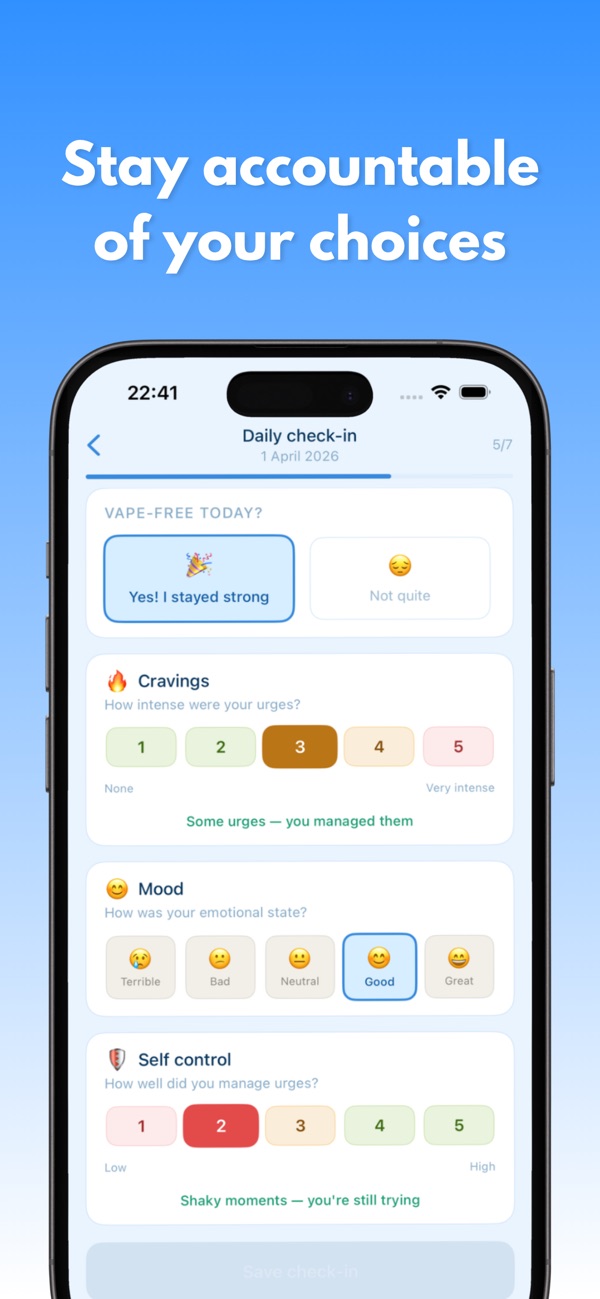 Stay accountable
of your choices
22:41
Daily check-in
1 April 2026
5/7
VAPE-FREE TODAY?
Yes! I stayed strong
Not quite
Cravings
How intense were your urges?
1 2 3 4 5
None Very intense
Some urges — you managed them
Mood
How was your emotional state?
Terrible Bad Neutral Good Great
Self control
How well did you manage urges?
1 2 3 4 5
Low High
Shaky moments — you're still trying
Save check-in